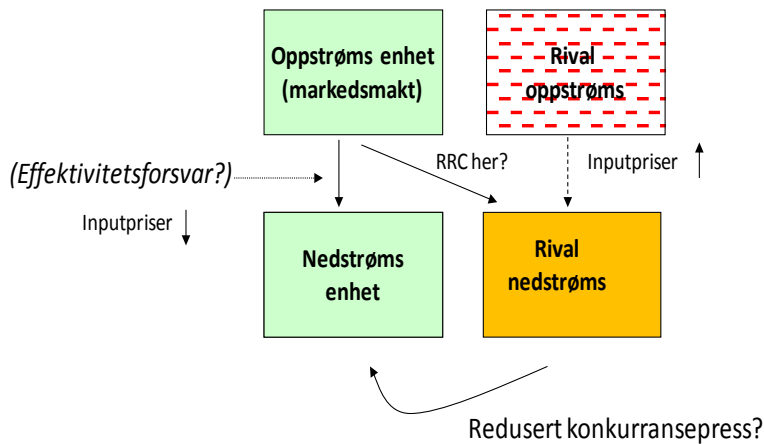 Oppstrøms enhet
(markedsmakt)
Rival
oppstrøms
(Effektivitetsforsvar?)
RRC her?
Inputpriser
Inputpriser
Nedstrøms
enhet
Rival
nedstrøms
Redusert konkurransepress?